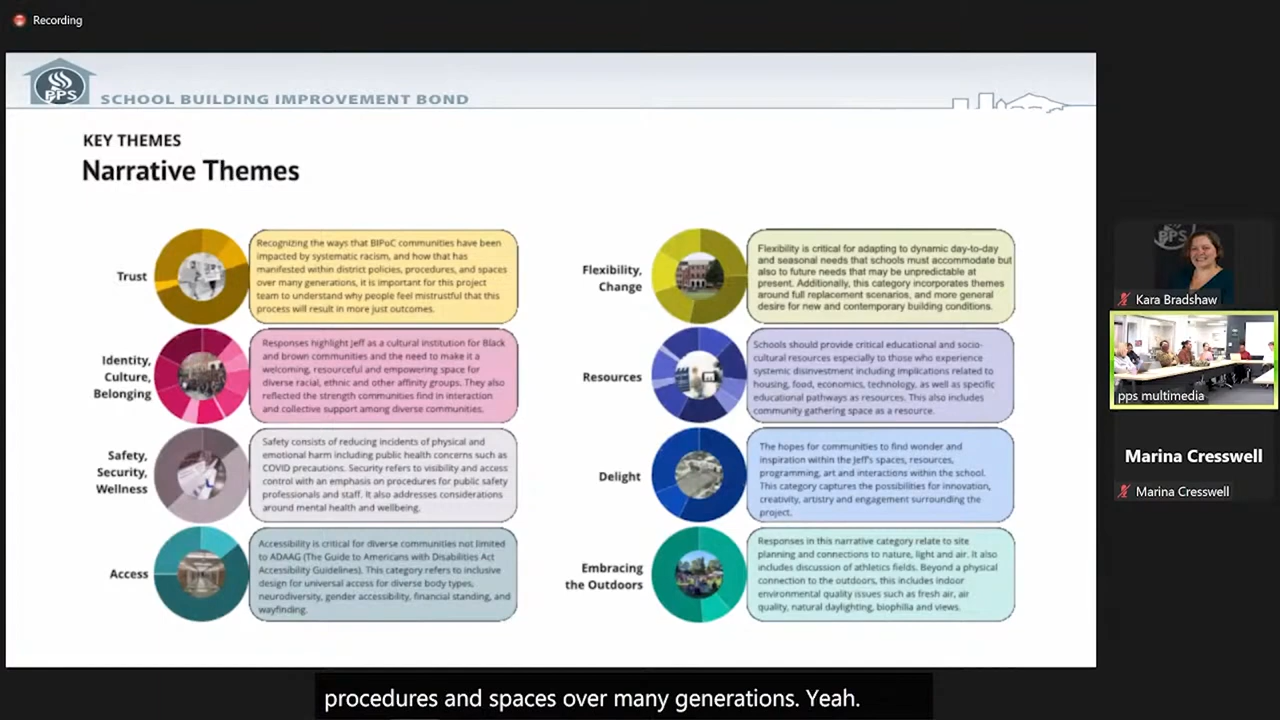 Recording
PPS
SCHOOL BUILDING IMPROVEMENT BOND
KEY THEMES
Narrative Themes
Trust
Recognizing the ways that BIPoC communities have been
impacted by systematic racism, and how that has
manifested within district policies, procedures, and spaces
over many generations, it is important for this project
team to understand why people feel mistrustful that this
process will result in more just outcomes.
Identity,
Culture,
Belonging
Responses highlight Jeff as a cultural institution for Black
and brown communities and the need to make it a
welcoming, resourceful and empowering space for
diverse racial, ethnic and other affinity groups. They also
reflected the strength communities find in interaction
and collective support among diverse communities.
Safety,
Security,
Wellness
Safety consists of reducing incidents of physical and
emotional harm including public health concerns such as
COVID precautions. Security refers to visibility and access
control with an emphasis on procedures for public safety
professionals and staff. It also addresses considerations
around mental health and wellbeing.
Access
Accessibility is critical for diverse communities not limited
to ADAAG (The Guide to Americans with Disabilities Act
Accessibility Guidelines). This category refers to inclusive
design for universal access for diverse body types,
neurodiversity, gender accessibility, financial standing, and
wayfinding.
Flexibility,
Change
Flexibility is critical for adapting to dynamic day-to-day
and seasonal needs that schools must accommodate but
also to future needs that may be unpredictable at
present. Additionally, this category incorporates themes
around full replacement scenarios, and more general
desire for new and contemporary building conditions.
Resources
Schools should provide critical educational and socio-
cultural resources especially to those who experience
systemic disinvestment including implications related to
housing, food, economics, technology, as well as specific
educational pathways as resources. This also includes
community gathering space as a resource.
Delight
The hopes for communities to find wonder and
inspiration within the Jeff's spaces, resources,
programming, art and interactions within the school.
This category captures the possibilities for innovation,
creativity, artistry and engagement surrounding the
project.
Embracing
the Outdoors
Responses in this narrative category relate to site
planning and connections to nature, light and air. It also
includes discussion of athletics fields. Beyond a physical
connection to the outdoors, this includes indoor
environmental quality issues such as fresh air, air
quality, natural daylighting, biophilia and views.
PPS
Kara Bradshaw
pps multimedia
Marina Cresswell
Marina Cresswell
procedures and spaces over many generations. Yeah.